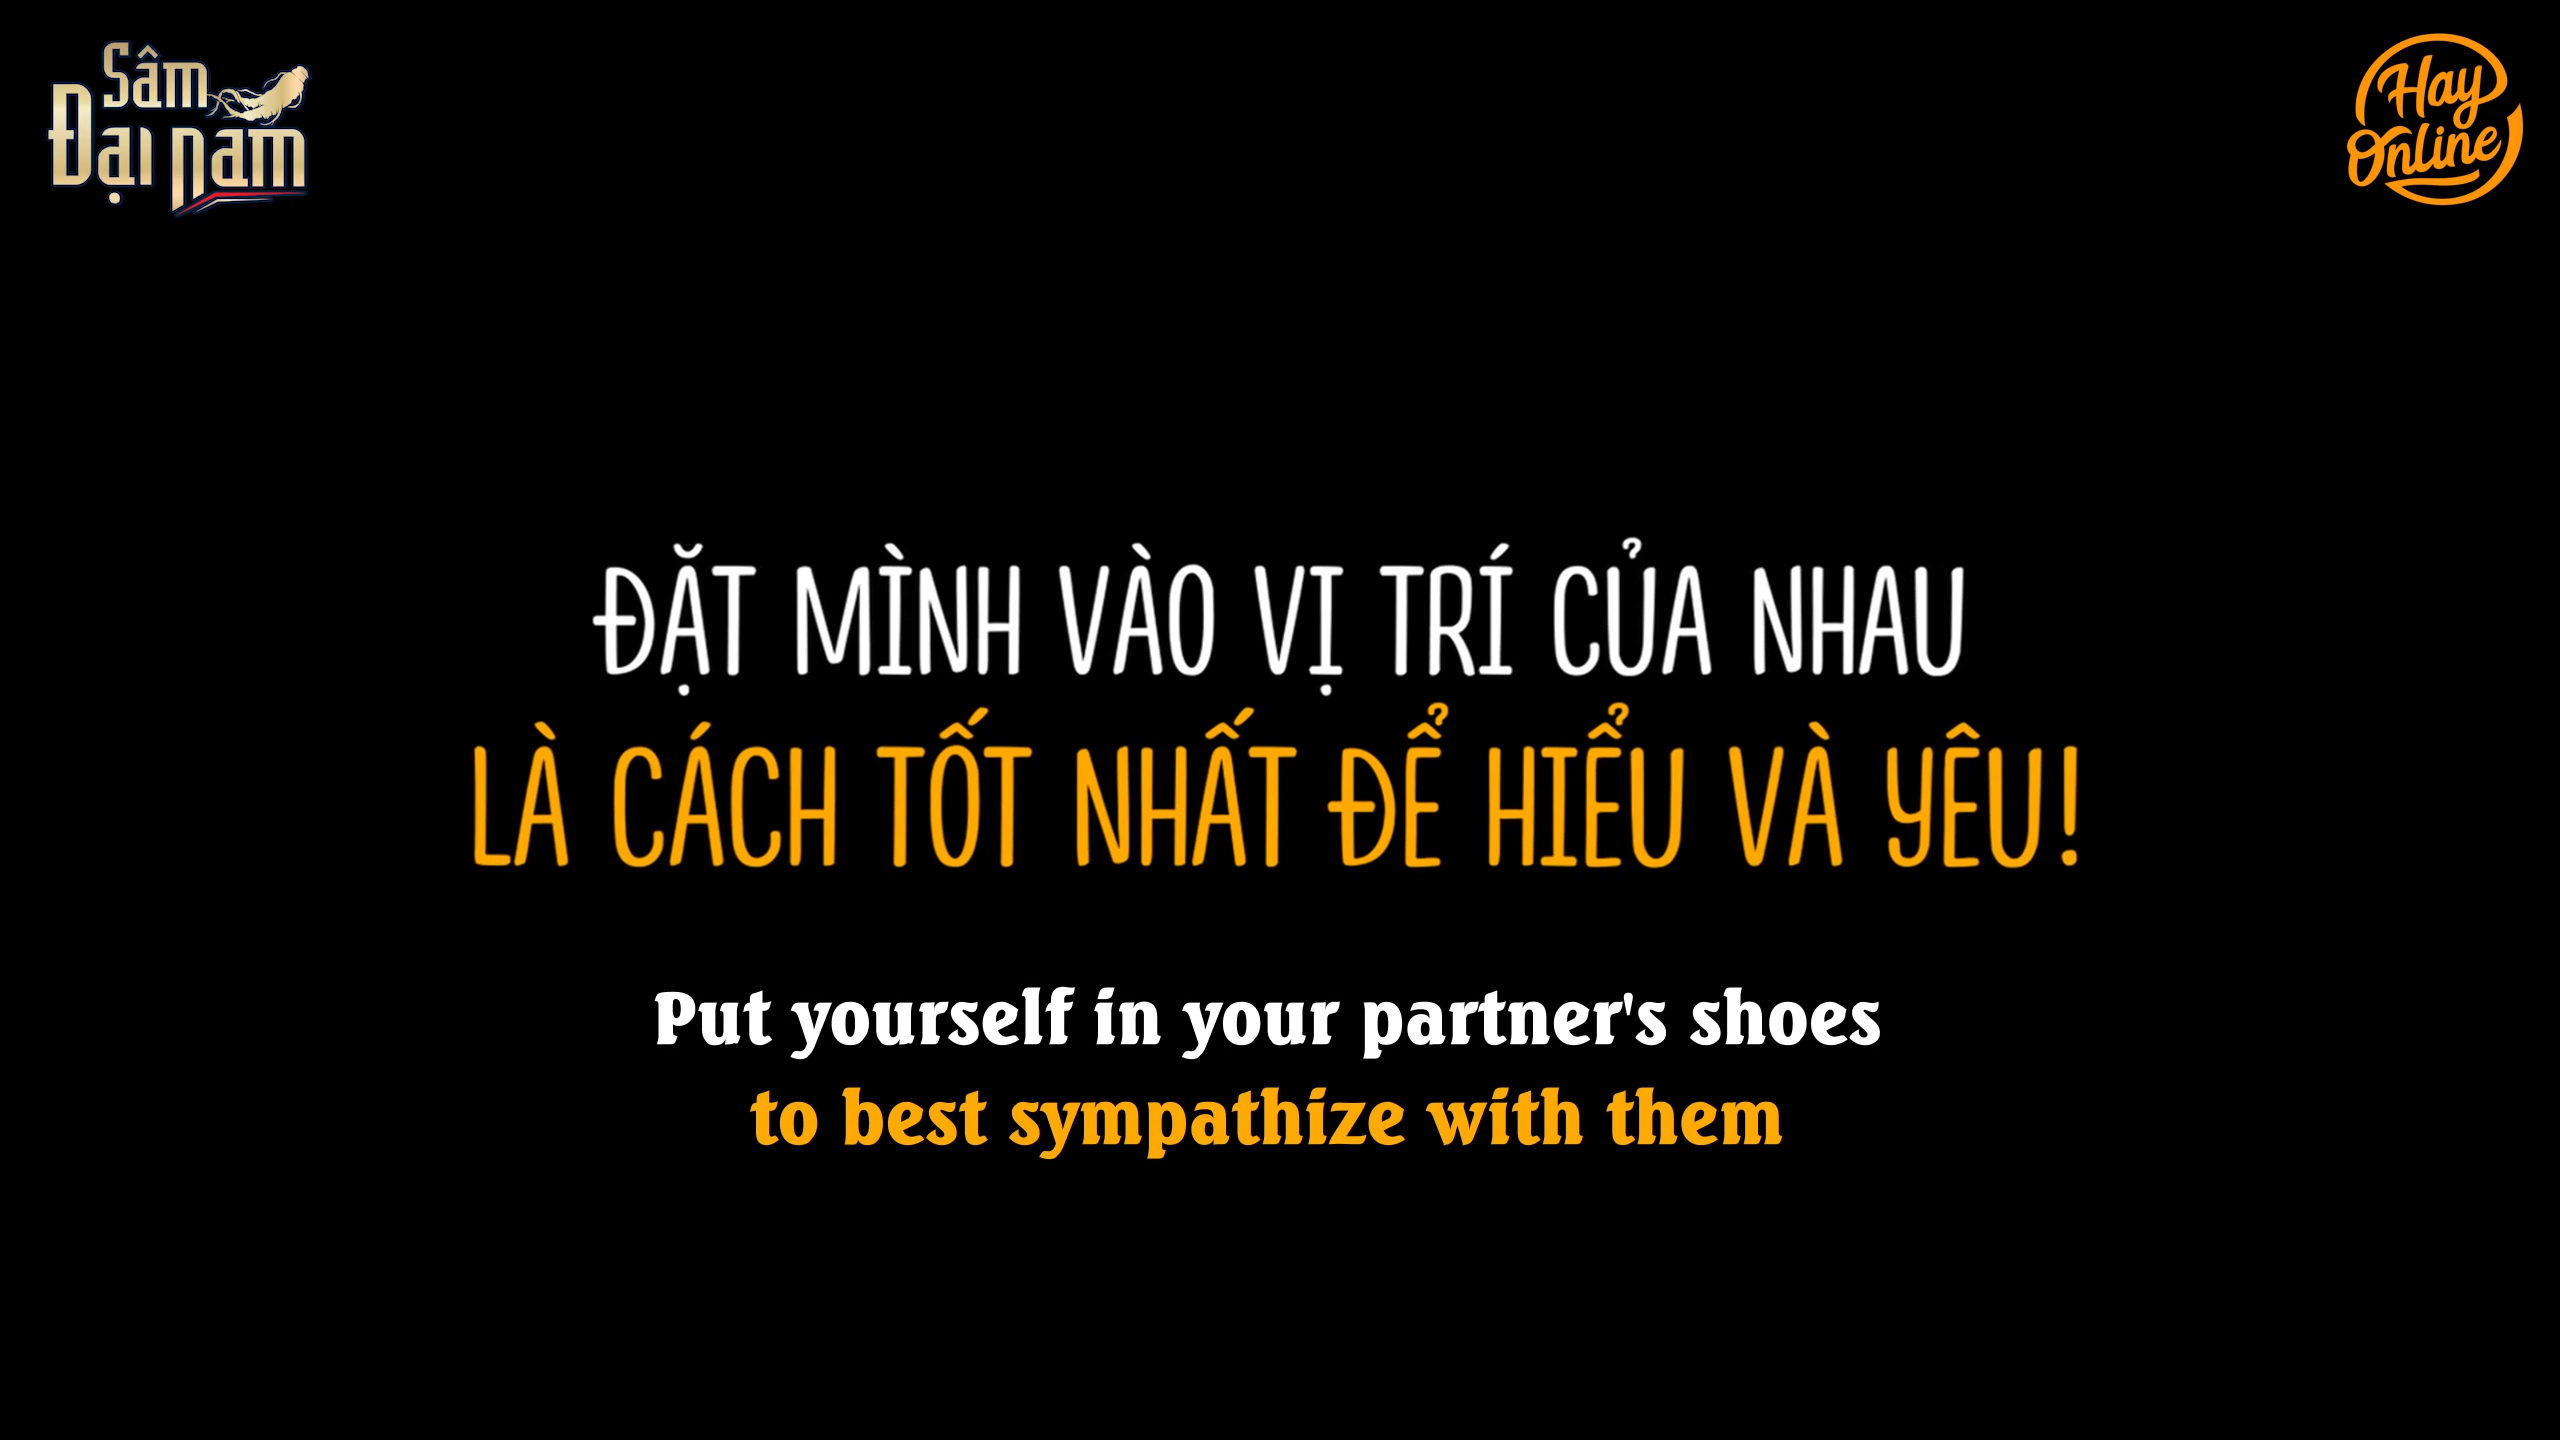 Sâm
Đại nam
Hay
Online
ĐẶT MÌNH VÀO VỊ TRÍ CỦA NHAU
LÀ CÁCH TỐT NHẤT ĐỂ HIỂU VÀ YÊU!
Put yourself in your partner's shoes
to best sympathize with them